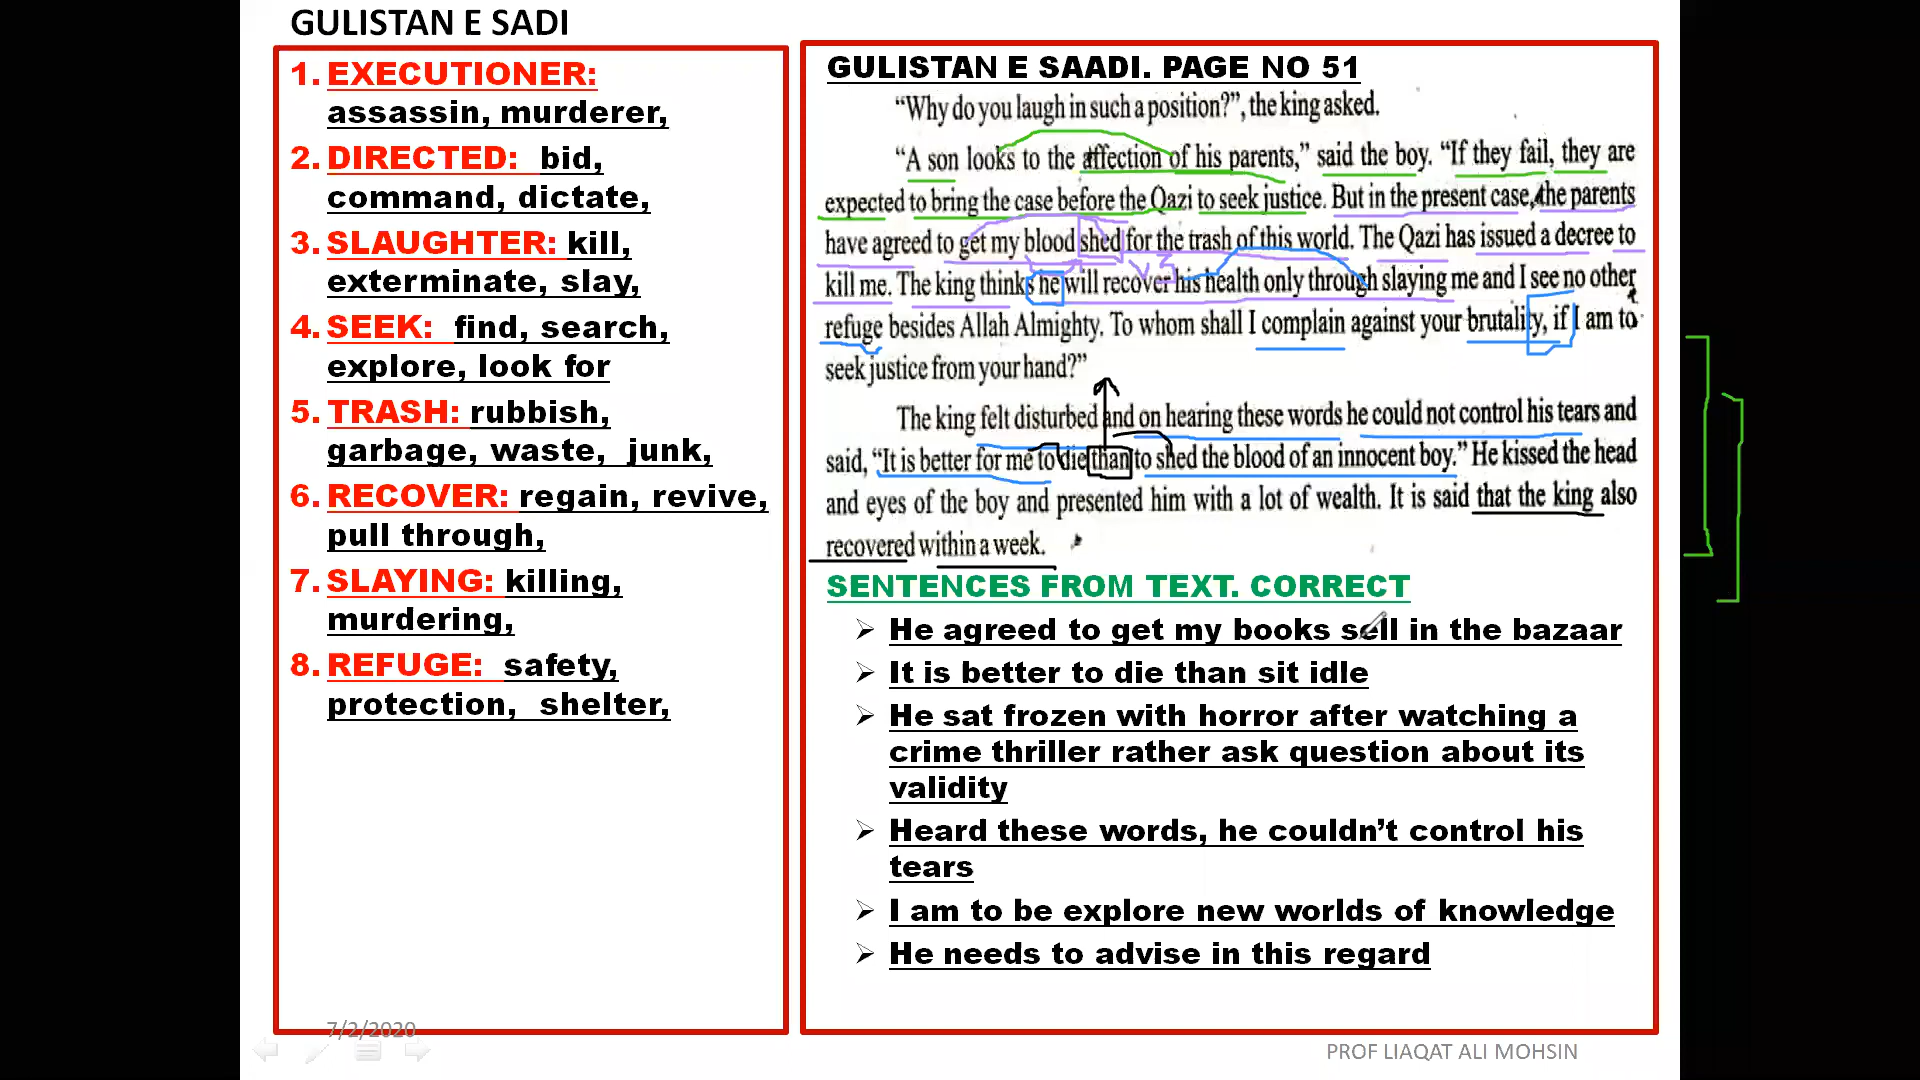 GULISTAN E SADI
1. EXECUTIONER:
assassin, murderer,
2. DIRECTED: bid,
command, dictate,
3. SLAUGHTER: kill,
exterminate, slay,
4. SEEK: find, search,
explore, look for
5. TRASH: rubbish,
garbage, waste, junk,
6. RECOVER: regain, revive,
pull through,
7. SLAYING: killing,
murdering,
8. REFUGE: safety,
protection, shelter,
7/2/2020
GULISTAN E SAADI. PAGE NO 51
“Why do you laugh in such a position?”, the king asked.
“A son looks to the affection of his parents,” said the boy. “If they fail, they are
expected to bring the case before the Qazi to seek justice. But in the present case, the parents
have agreed to get my blood shed for the trash of this world. The Qazi has issued a decree to
V3
kill me. The king thinks he will recover his health only through slaying me and I see no other
refuge besides Allah Almighty. To whom shall I complain against your brutality, if I am to
seek justice from your hand?”
The king felt disturbed and on hearing these words he could not control his tears and
said, “It is better for me to die than to shed the blood of an innocent boy.” He kissed the head
and eyes of the boy and presented him with a lot of wealth. It is said that the king also
recovered within a week.
SENTENCES FROM TEXT. CORRECT
➢ He agreed to get my books sell in the bazaar
➢ It is better to die than sit idle
➢ He sat frozen with horror after watching a
crime thriller rather ask question about its
validity
➢ Heard these words, he couldn’t control his
tears
➢ I am to be explore new worlds of knowledge
➢ He needs to advise in this regard
PROF LIAQAT ALI MOHSIN